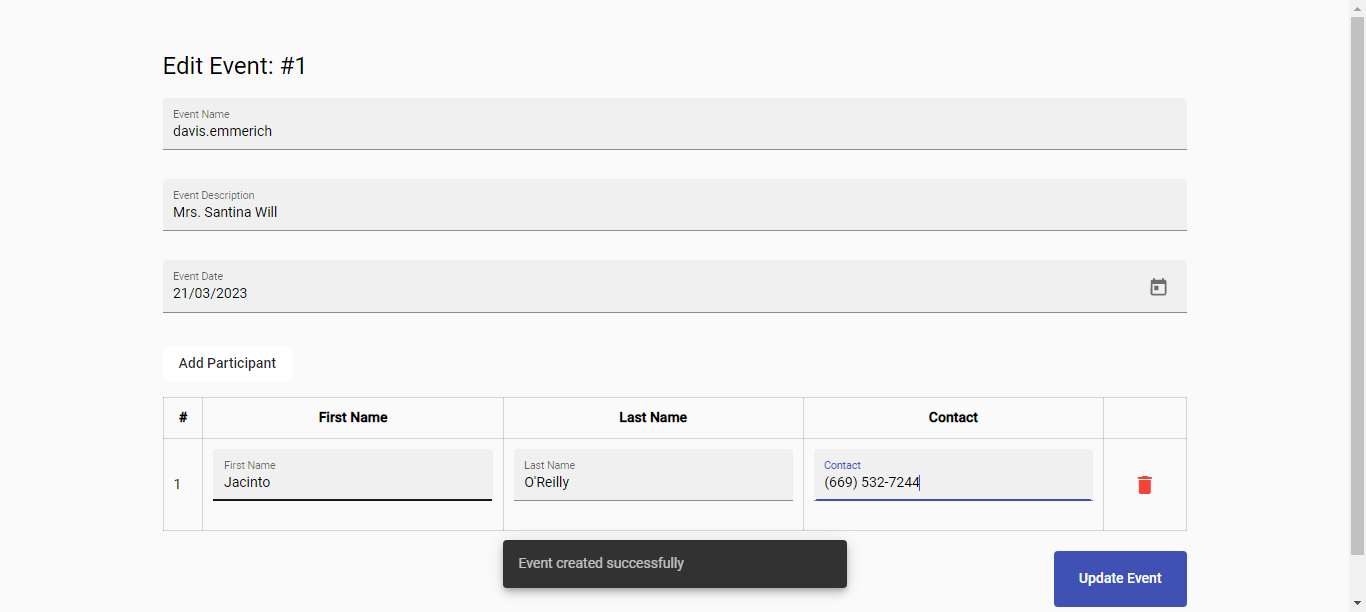 Edit Event: #1
Event Name
davis.emmerich
Event Description
Mrs. Santina Will
Event Date
21/03/2023
Add Participant
# First Name Last Name Contact
First Name Last Name Contact
1 Jacinto O'Reilly (669) 532-7244
Event created successfully
Update Event